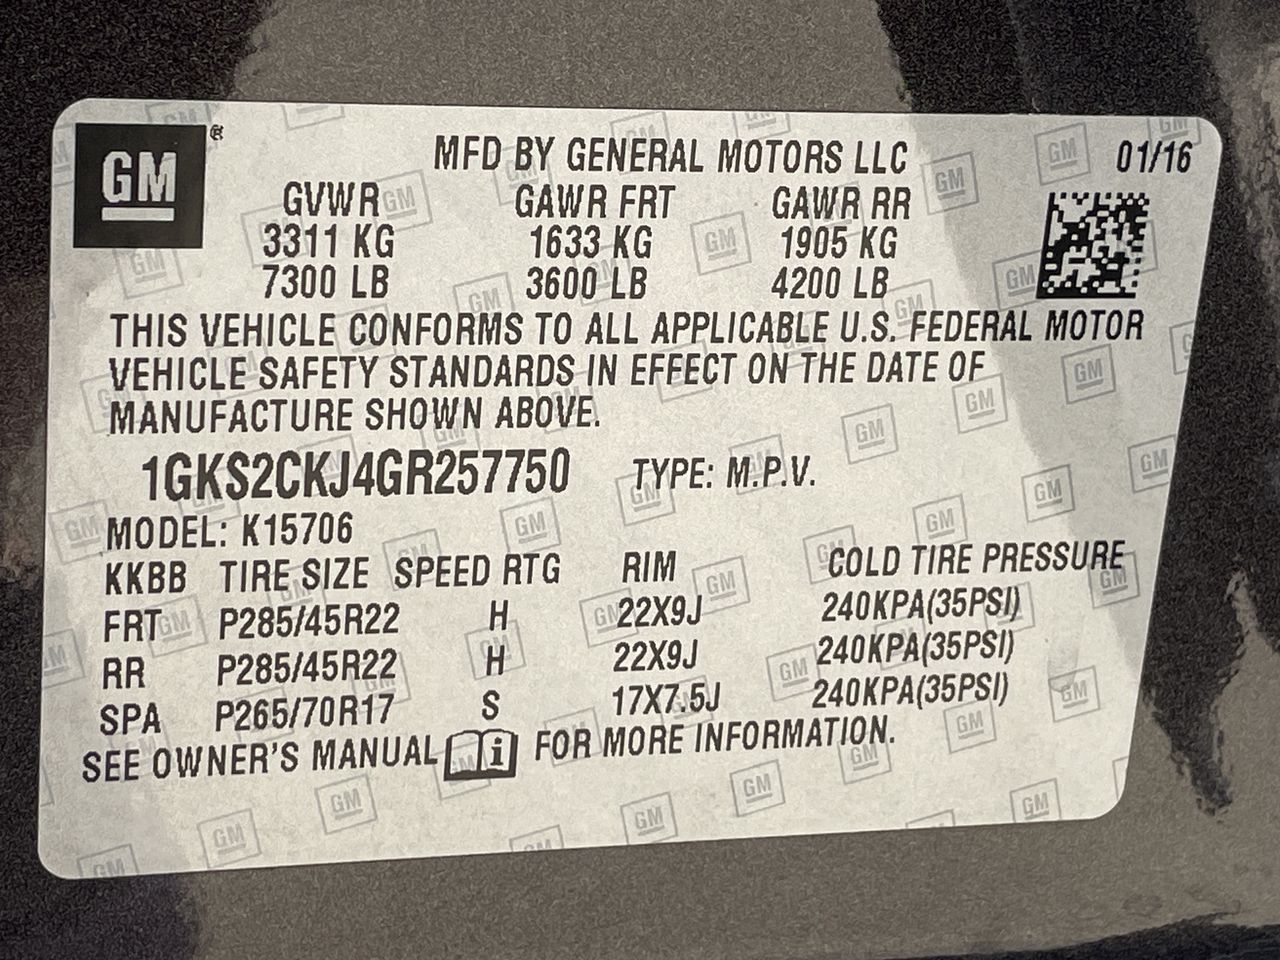 GM
MFD BY GENERAL MOTORS LLC 01/16
GVWR GAWR FRT GAWR RR
3311 KG 1633 KG 1905 KG
7300 LB 3600 LB 4200 LB
THIS VEHICLE CONFORMS TO ALL APPLICABLE U.S. FEDERAL MOTOR
VEHICLE SAFETY STANDARDS IN EFFECT ON THE DATE OF
MANUFACTURE SHOWN ABOVE.
1GKS2CKJ4GR257750 TYPE: M.P.V.
MODEL: K15706
KKBB TIRE SIZE SPEED RTG RIM COLD TIRE PRESSURE
FRT P285/45R22 H 22X9J 240KPA(35PSI)
RR P285/45R22 H 22X9J 240KPA(35PSI)
SPA P265/70R17 S 17X7.5J 240KPA(35PSI)
SEE OWNER'S MANUAL i FOR MORE INFORMATION.